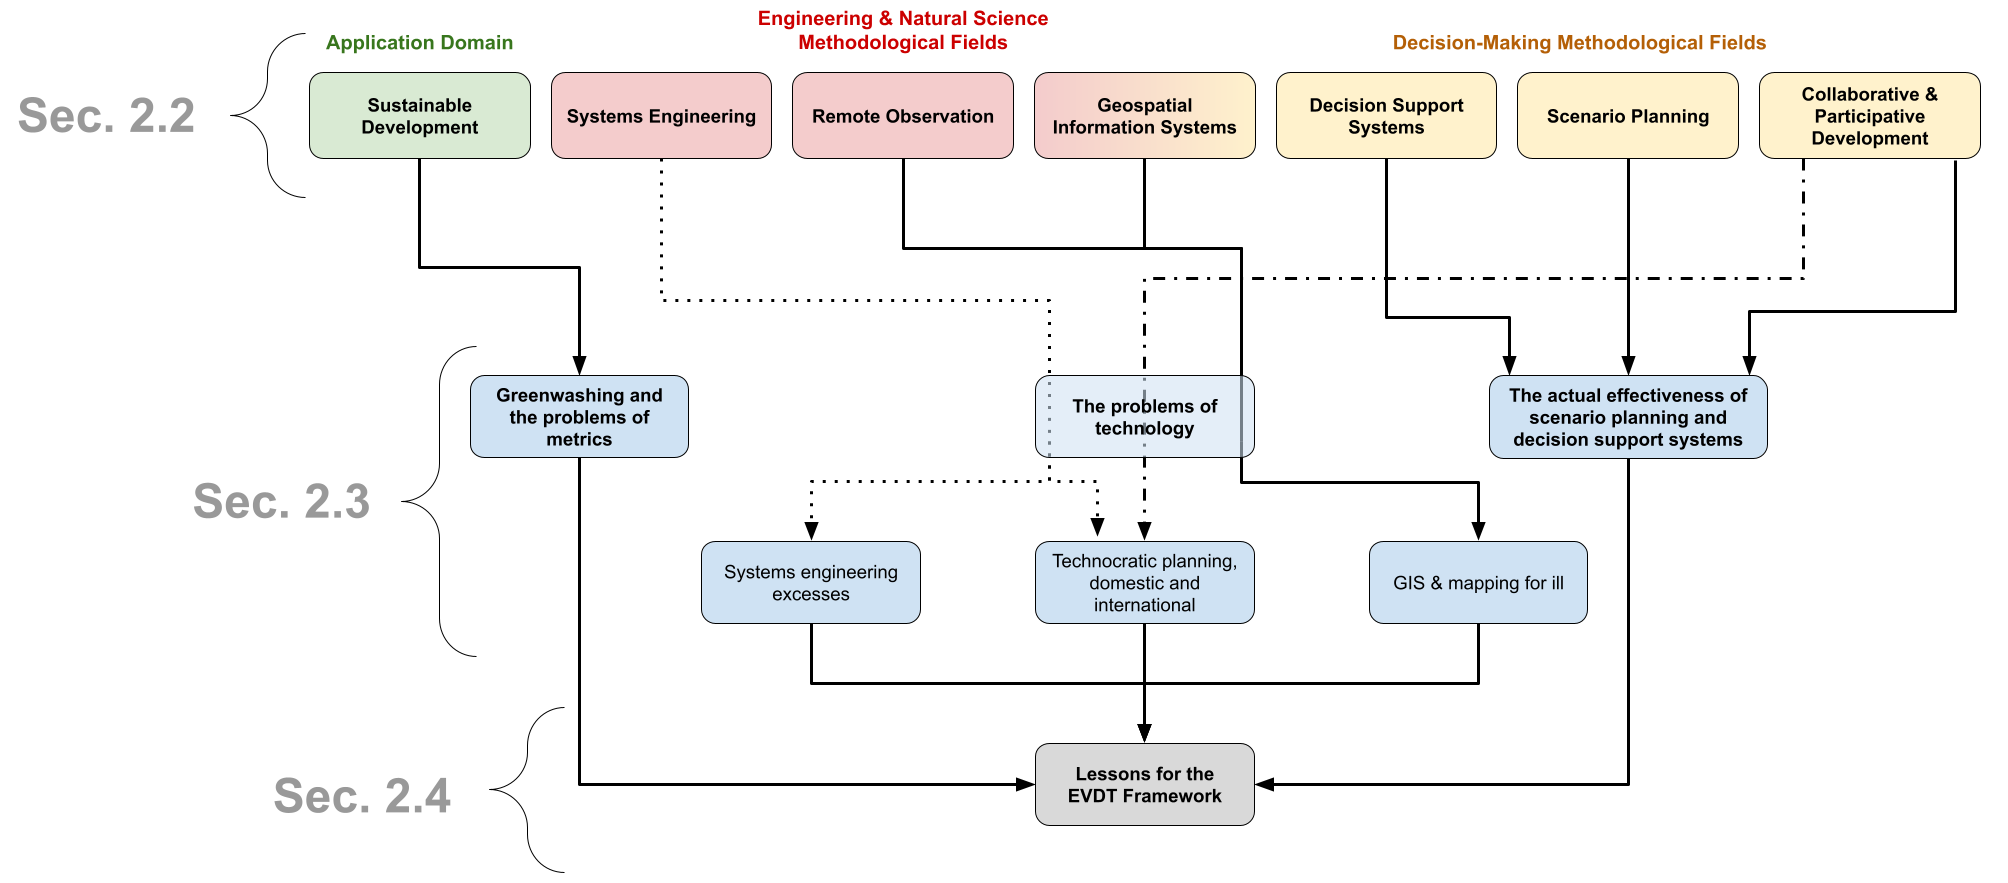 Engineering & Natural Science
Methodological Fields
Application Domain
Decision-Making Methodological Fields
Sec. 2.2
Sustainable
Development
Systems Engineering
Remote Observation
Geospatial
Information Systems
Decision Support
Systems
Scenario Planning
Collaborative &
Participative
Development
Sec. 2.3
Greenwashing and
the problems of
metrics
The problems of
technology
The actual effectiveness of
scenario planning and
decision support systems
Systems engineering
excesses
Technocratic planning,
domestic and
international
GIS & mapping for ill
Sec. 2.4
Lessons for the
EVDT Framework